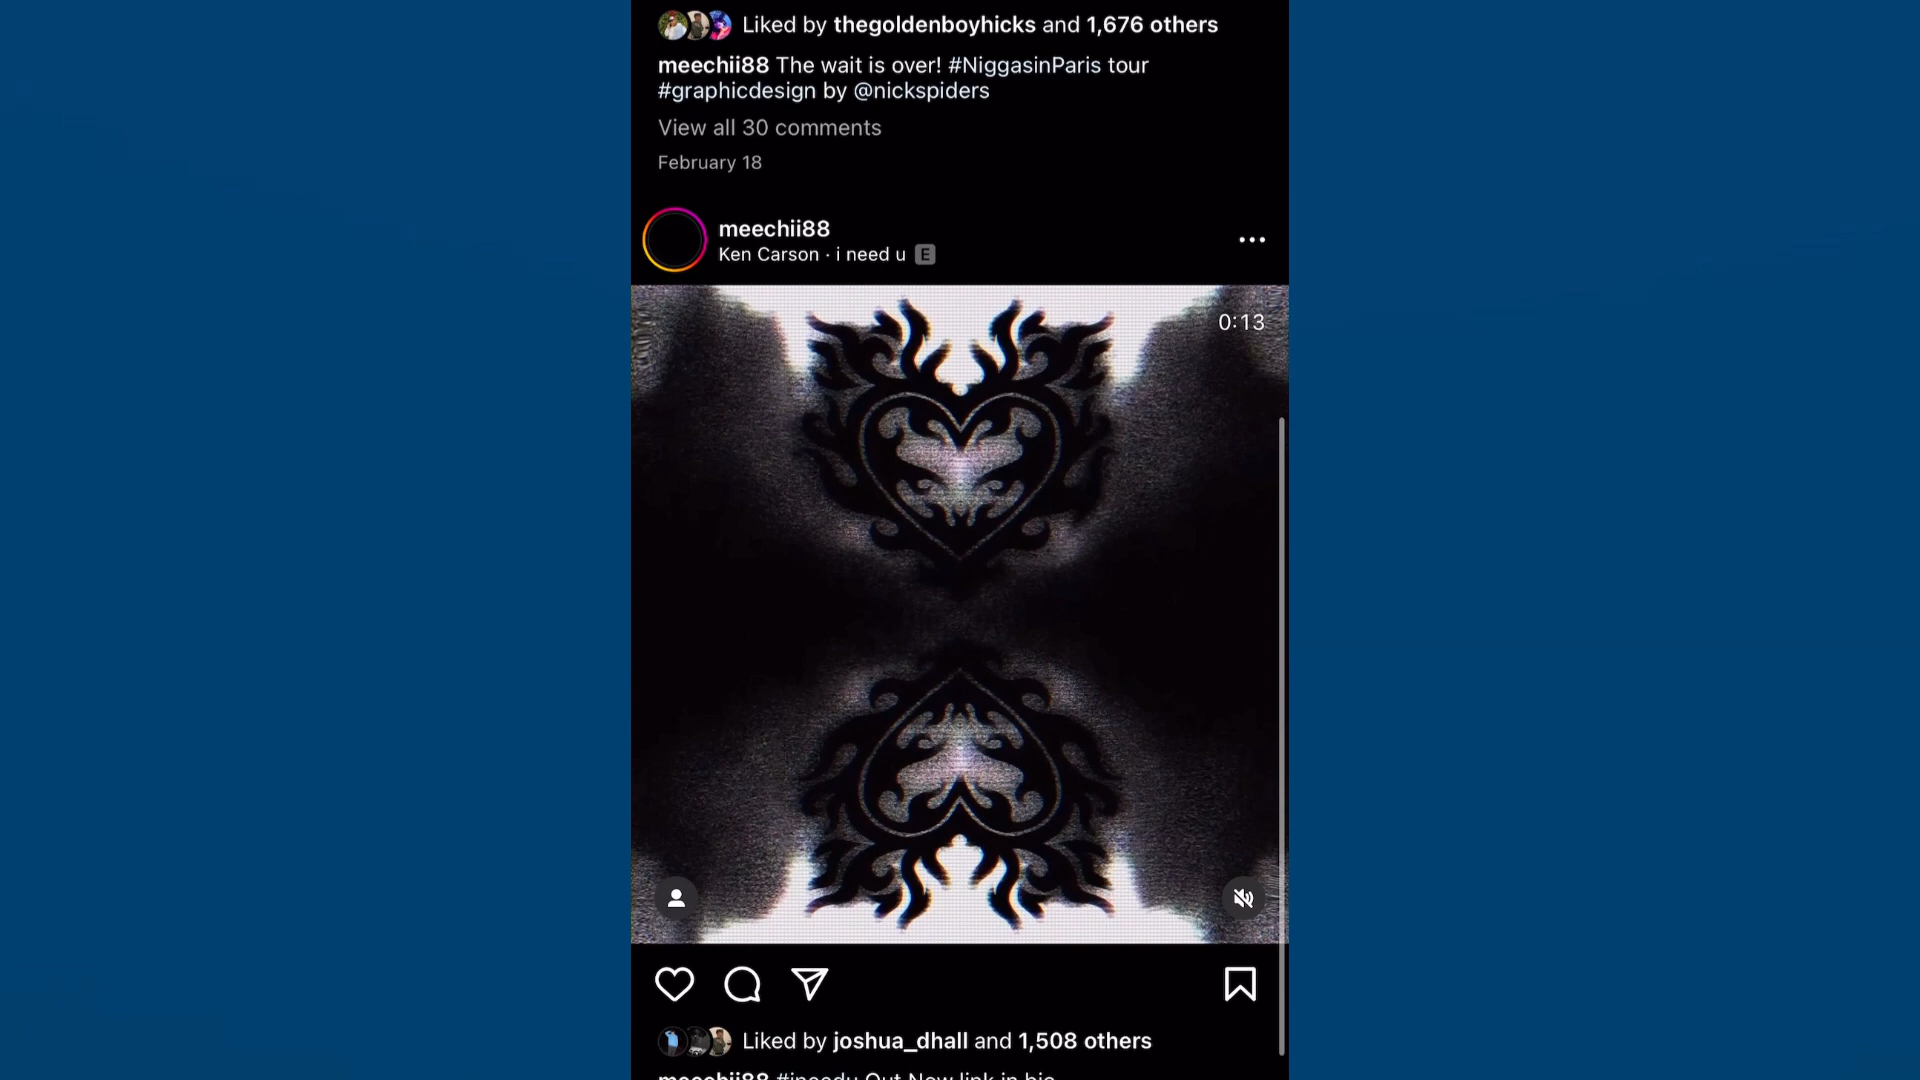 Liked by thegoldenboyhicks and 1,676 others
meechii88 The wait is over! #NiggasinParis tour
#graphicdesign by @nickspiders
View all 30 comments
February 18
meechii88
Ken Carson · i need u E
0:13
Liked by joshua_dhall and 1,508 others
meechii88 #ineedu Out Now link in bio